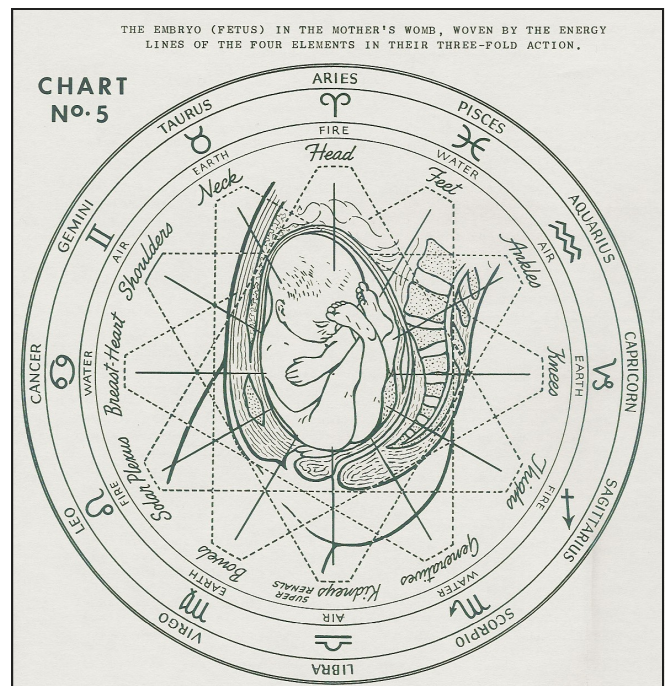 THE EMBRYO (FETUS) IN THE MOTHER'S WOMB, WOVEN BY THE ENERGY
LINES OF THE FOUR ELEMENTS IN THEIR THREE-FOLD ACTION.
CHART
No. 5
ARIES
FIRE
Head
PISCES
WATER
Feet
AQUARIUS
AIR
Ankles
CAPRICORN
EARTH
Knees
SAGITTARIUS
FIRE
Thighs
SCORPIO
WATER
Generatives
LIBRA
AIR
Kidneys
SUPER RENALS
VIRGO
EARTH
Bowels
LEO
FIRE
Solar Plexus
CANCER
WATER
Breast-Heart
GEMINI
AIR
Shoulders
TAURUS
EARTH
Neck